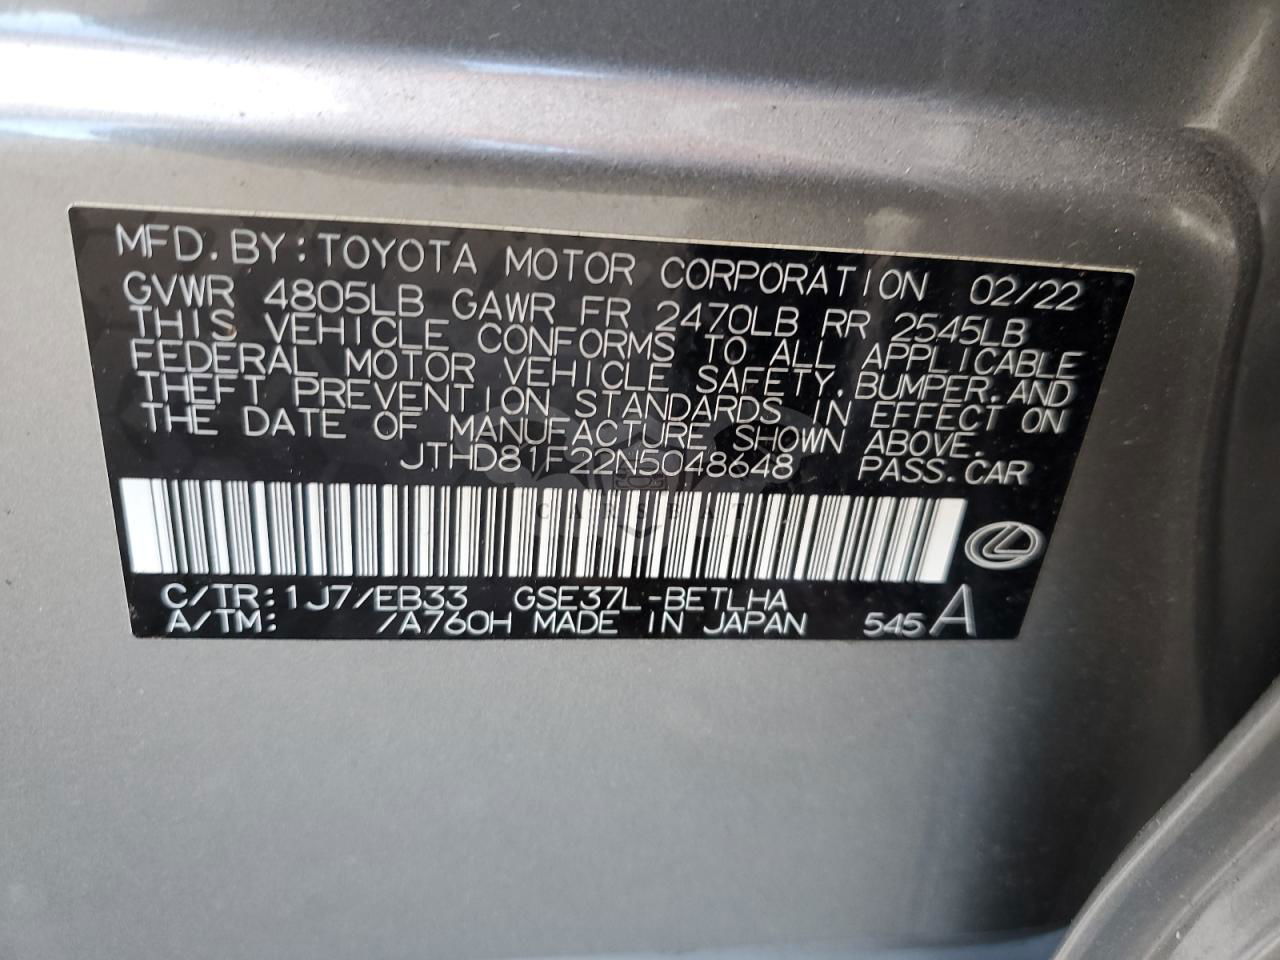 MFD.BY:TOYOTA MOTOR CORPORATION 02/22
GVWR 4805LB GAWR FR 2470LB RR 2545LB
THIS VEHICLE CONFORMS TO ALL APPLICABLE
FEDERAL MOTOR VEHICLE SAFETY,BUMPER,AND
THEFT PREVENTION STANDARDS IN EFFECT ON
THE DATE OF MANUFACTURE SHOWN ABOVE.
JTHD81F22N5048648 PASS.CAR
C/TR:1J7/EB33 GSE37L-BETLHA
A/TM: /A760H MADE IN JAPAN 545 A